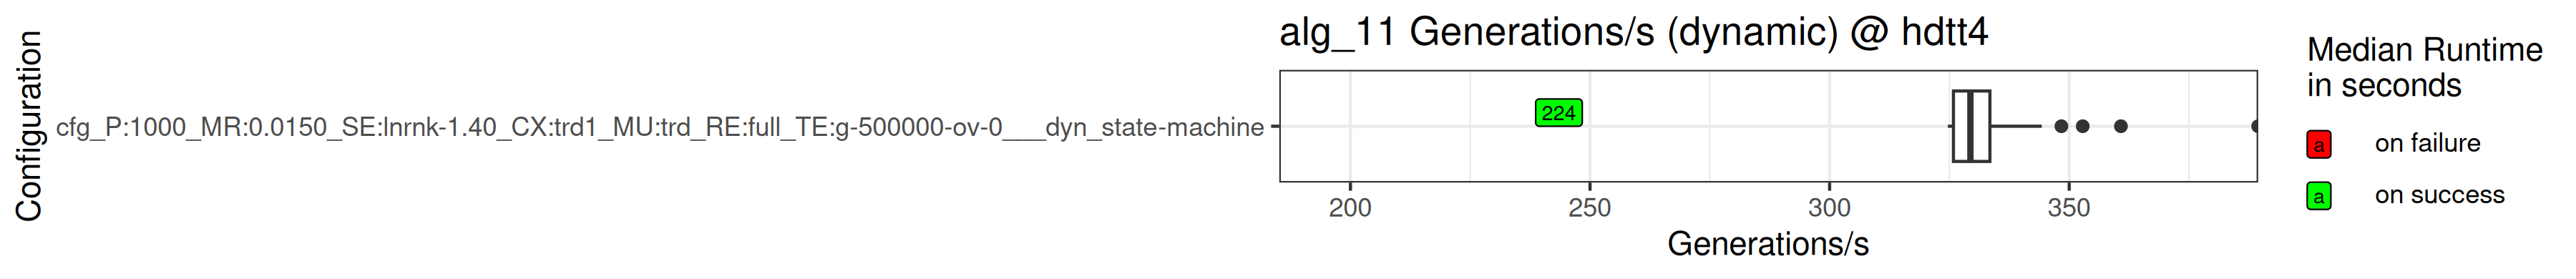 alg_11 Generations/s (dynamic) @ hdtt4
Configuration
cfg_P:1000_MR:0.0150_SE:lnrnk-1.40_CX:trd1_MU:trd_RE:full_TE:g-500000-ov-0___dyn_state-machine
224
200 250 300 350
Generations/s
Median Runtime
in seconds
a on failure
a on success